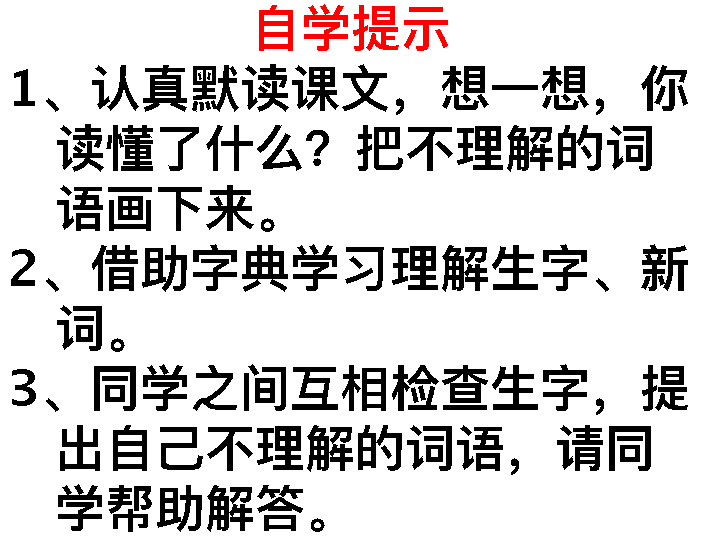 自学提示
1、认真默读课文，想一想，你
读懂了什么？把不理解的词
语画下来。
2、借助字典学习理解生字、新
词。
3、同学之间互相检查生字，提
出自己不理解的词语，请同
学帮助解答。